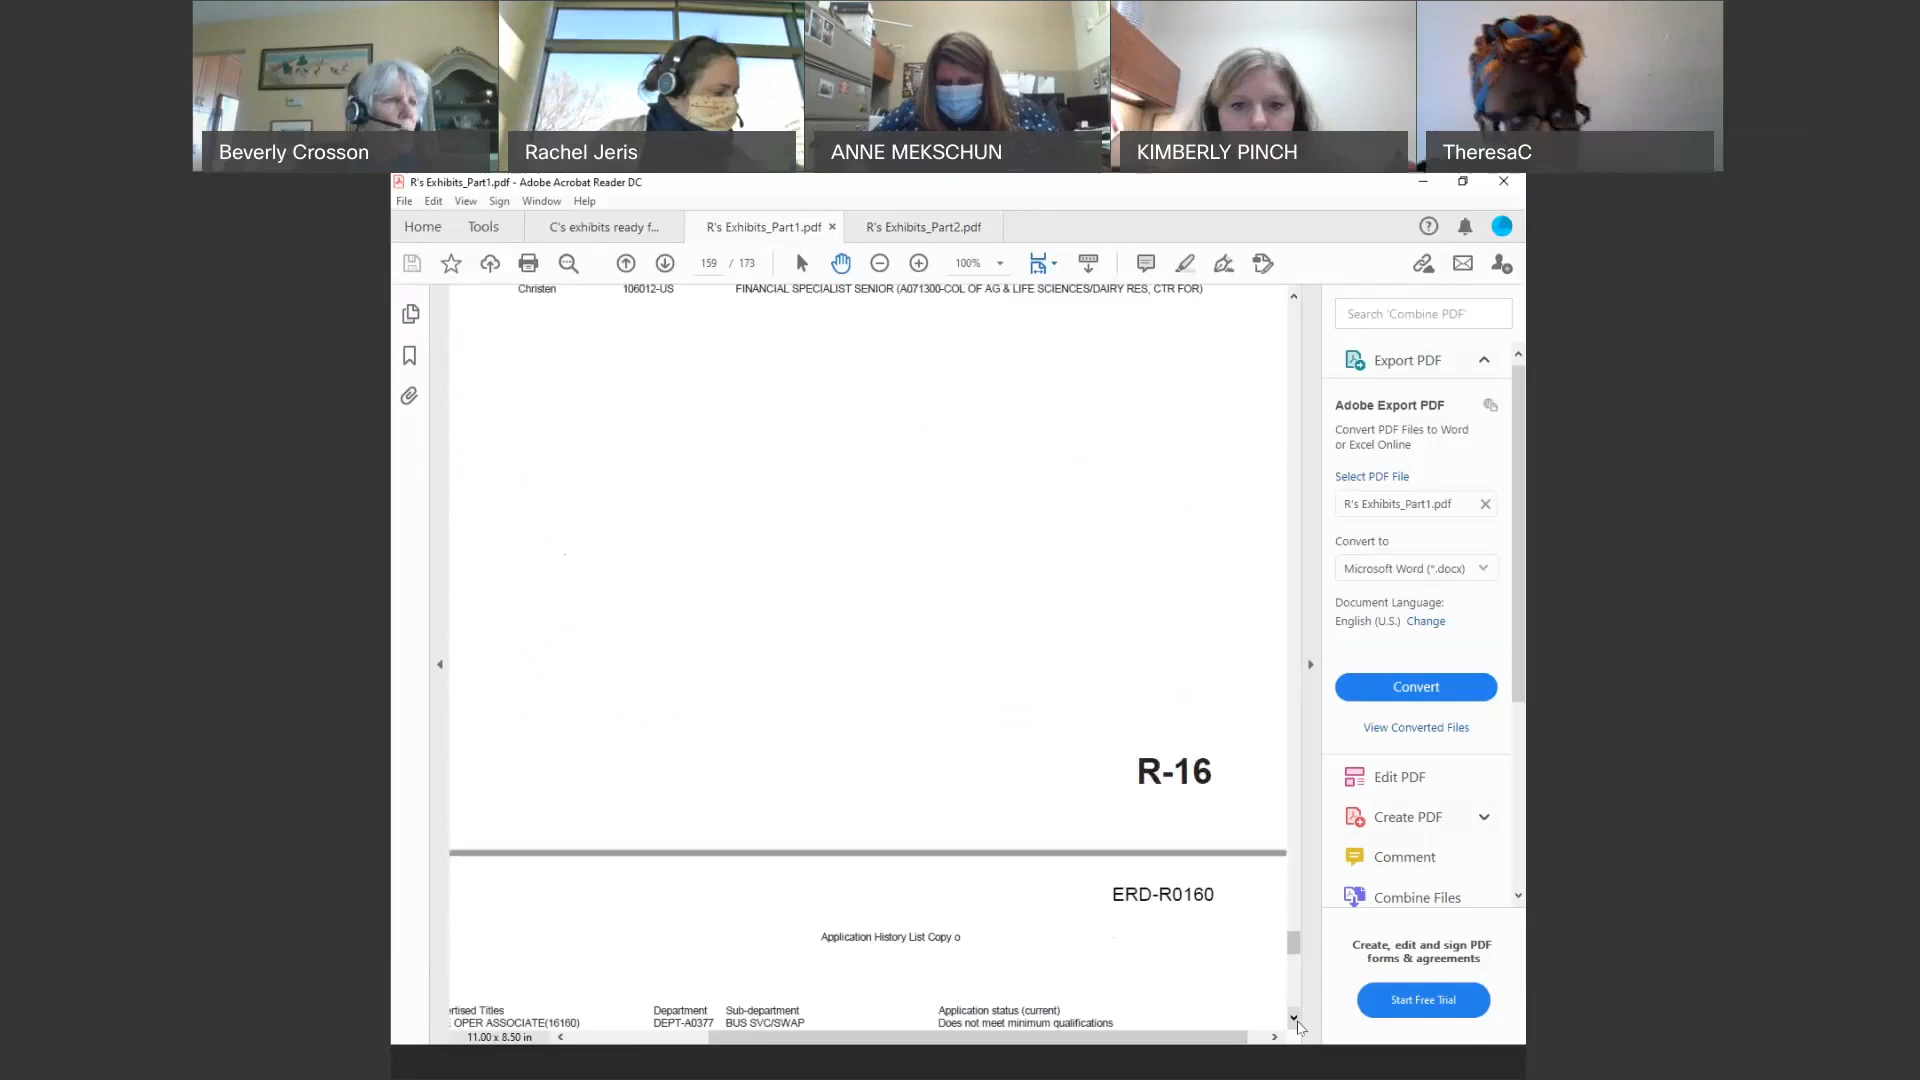 Beverly Crosson
Rachel Jeris
ANNE MEKSCHUN
KIMBERLY PINCH
TheresaC
R's Exhibits_Part1.pdf - Adobe Acrobat Reader DC
File Edit View Sign Window Help
Home Tools C's exhibits ready f... R's Exhibits_Part1.pdf × R's Exhibits_Part2.pdf
159 / 173 100%
Christen 106012-US FINANCIAL SPECIALIST SENIOR (A071300-COL OF AG & LIFE SCIENCES/DAIRY RES, CTR FOR)
R-16
ERD-R0160
Application History List Copy o
rtised Titles Department Sub-department Application status (current)
E OPER ASSOCIATE(16160) DEPT-A0377 BUS SVC/SWAP Does not meet minimum qualifications
11.00 x 8.50 in
Search 'Combine PDF'
Export PDF
Adobe Export PDF
Convert PDF Files to Word
or Excel Online
Select PDF File
R's Exhibits_Part1.pdf
Convert to
Microsoft Word (*.docx)
Document Language:
English (U.S.) Change
Convert
View Converted Files
Edit PDF
Create PDF
Comment
Combine Files
Create, edit and sign PDF
forms & agreements
Start Free Trial